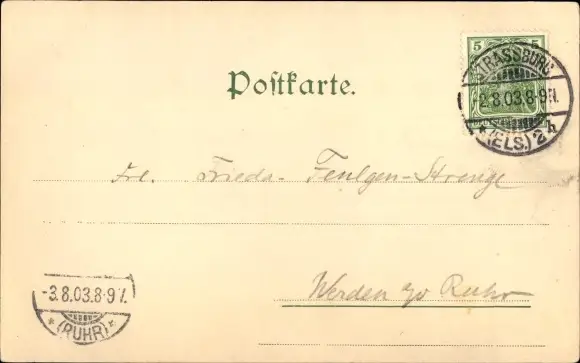 5 5
STRASSBURG
2.8.03.8-9N.
* (ELS.) 2h
Postkarte.
Frl. Frieda Fenlgen-Strenge
Werden Ruhr
-3.8.03.8-9V.
* (RUHR) *